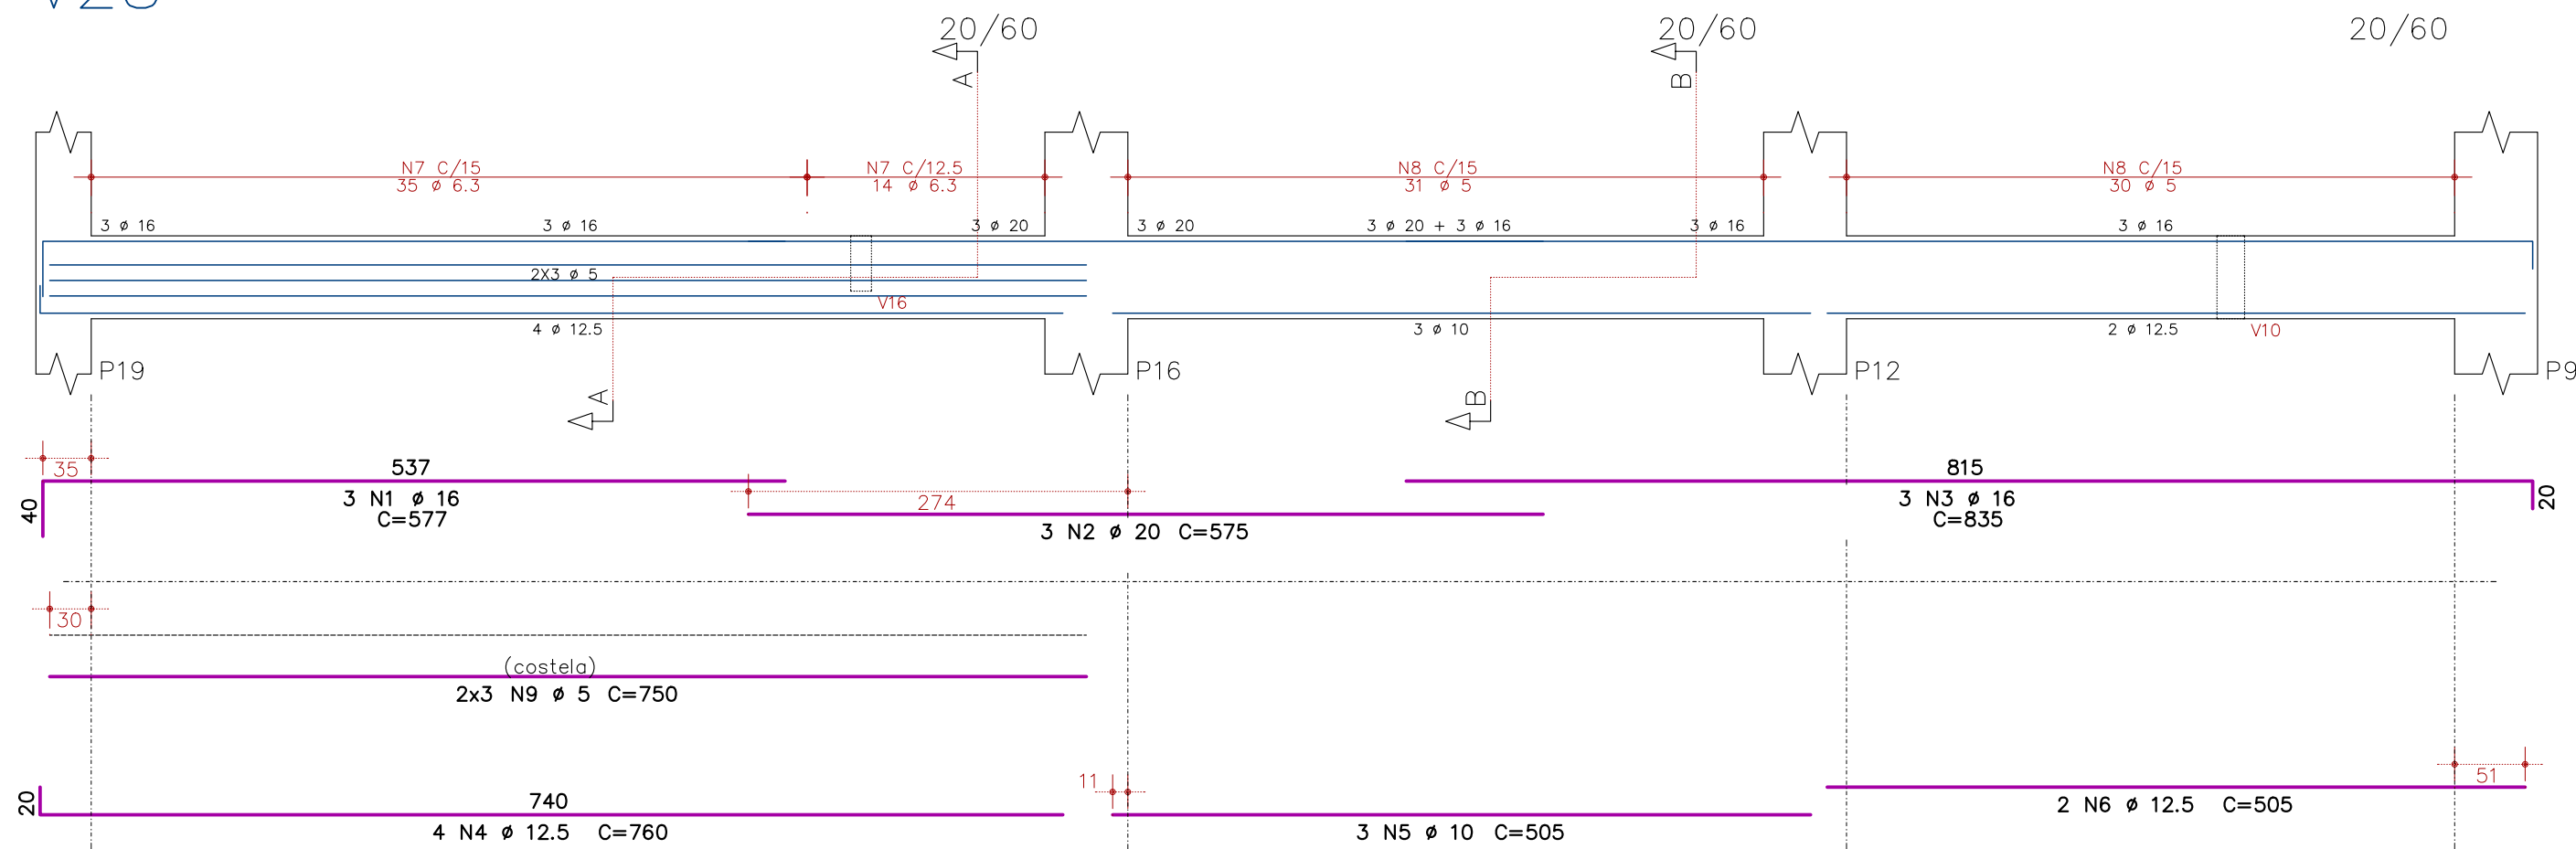 20/60
20/60
20/60
A
B
N7 C/15
35 ø 6.3
N7 C/12.5
14 ø 6.3
N8 C/15
31 ø 5
N8 C/15
30 ø 5
3 ø 16
3 ø 16
3 ø 20
3 ø 20
3 ø 20 + 3 ø 16
3 ø 16
3 ø 16
2X3 ø 5
V16
4 ø 12.5
3 ø 10
2 ø 12.5
V10
P19
P16
P12
P9
A
B
35
537
815
40
3 N1 ø 16
C=577
274
3 N2 ø 20 C=575
3 N3 ø 16
C=835
20
30
(costela)
2x3 N9 ø 5 C=750
20
740
4 N4 ø 12.5 C=760
11
3 N5 ø 10 C=505
51
2 N6 ø 12.5 C=505